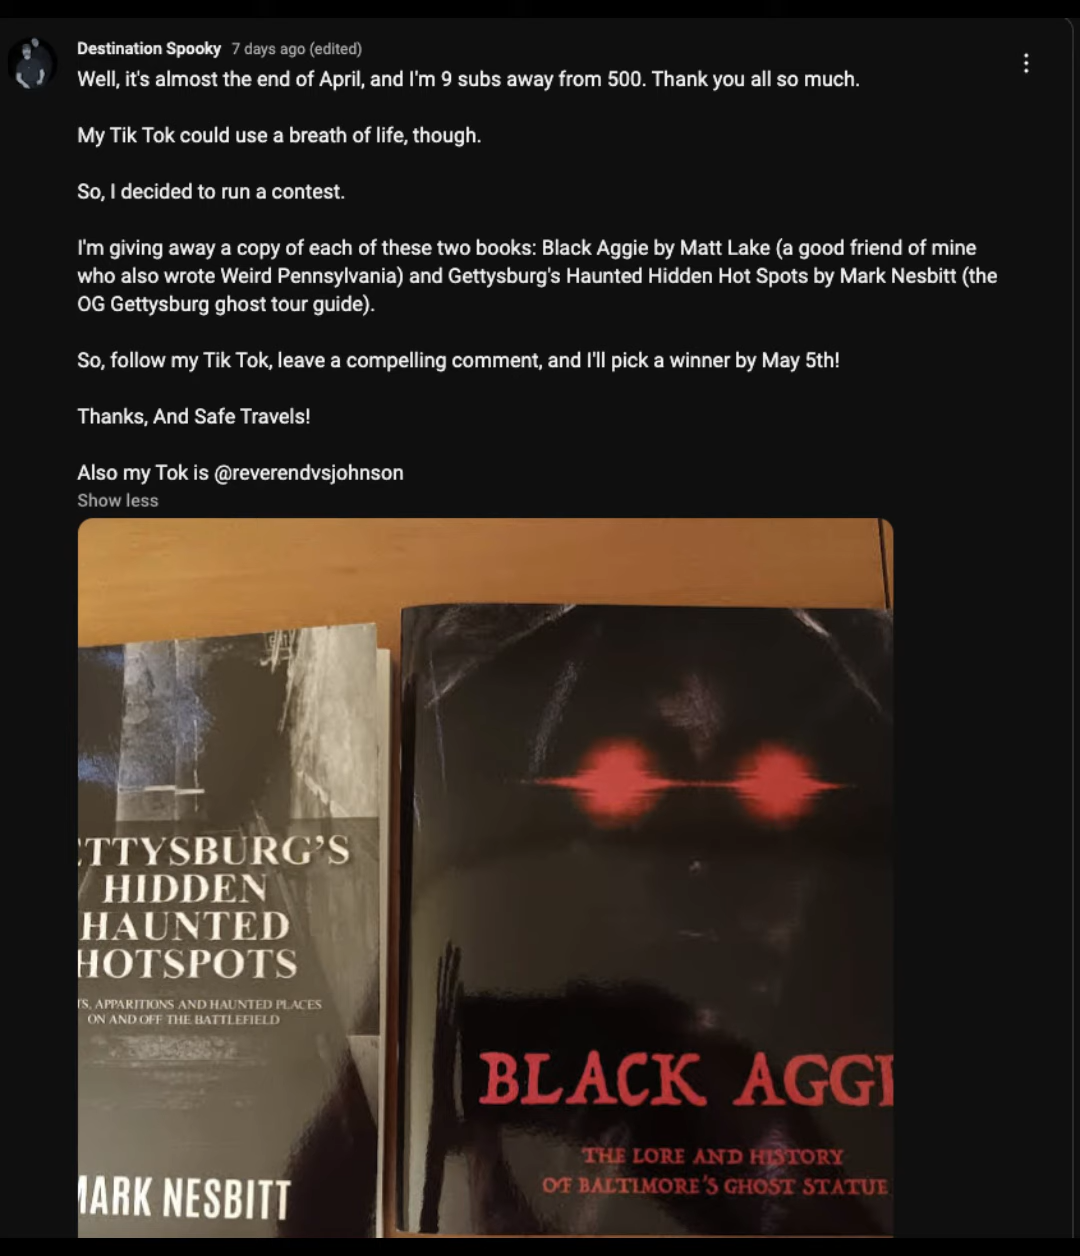 Destination Spooky 7 days ago (edited)
Well, it's almost the end of April, and I'm 9 subs away from 500. Thank you all so much.
My Tik Tok could use a breath of life, though.
So, I decided to run a contest.
I'm giving away a copy of each of these two books: Black Aggie by Matt Lake (a good friend of mine
who also wrote Weird Pennsylvania) and Gettysburg's Haunted Hidden Hot Spots by Mark Nesbitt (the
OG Gettysburg ghost tour guide).
So, follow my Tik Tok, leave a compelling comment, and I'll pick a winner by May 5th!
Thanks, And Safe Travels!
Also my Tok is @reverendvsjohnson
Show less
TTYSBURG'S
HIDDEN
HAUNTED
HOTSPOTS
TS, APPARITIONS AND HAUNTED PLACES
ON AND OFF THE BATTLEFIELD
MARK NESBITT
BLACK AGGI
THE LORE AND HISTORY
OF BALTIMORE'S GHOST STATUE